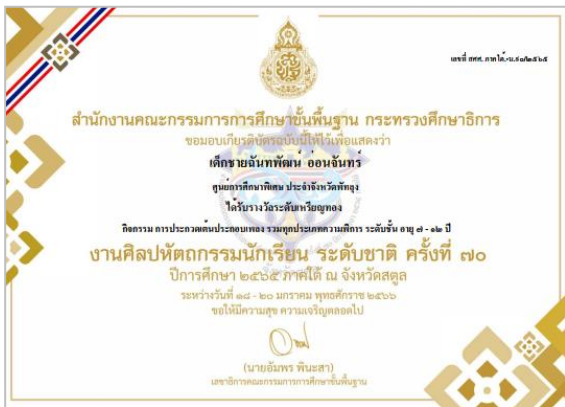 สำนักงานคณะกรรมการการศึกษาขั้นพื้นฐาน กระทรวงศึกษาธิการ
ขอมอบเกียรติบัตรฉบับนี้ให้ไว้เพื่อแสดงว่า
เด็กชายฉันทพัฒน์ อ่อนจันทร์
ศูนย์การศึกษาพิเศษ ประจำจังหวัดพัทลุง
ได้รับรางวัลระดับเหรียญทอง
กิจกรรม การประกวดเต้นประกอบเพลง รวมทุกประเภทความพิการ ระดับชั้น อายุ ๗ - ๑๒ ปี
งานศิลปหัตถกรรมนักเรียน ระดับชาติ ครั้งที่ ๗๐
ปีการศึกษา ๒๕๖๕ ภาคใต้ ณ จังหวัดสตูล
ระหว่างวันที่ ๑๘ - ๒๐ มกราคม พุทธศักราช ๒๕๖๖
ขอให้มีความสุข ความเจริญตลอดไป
(นายอัมพร พินะสา)
เลขาธิการคณะกรรมการการศึกษาขั้นพื้นฐาน